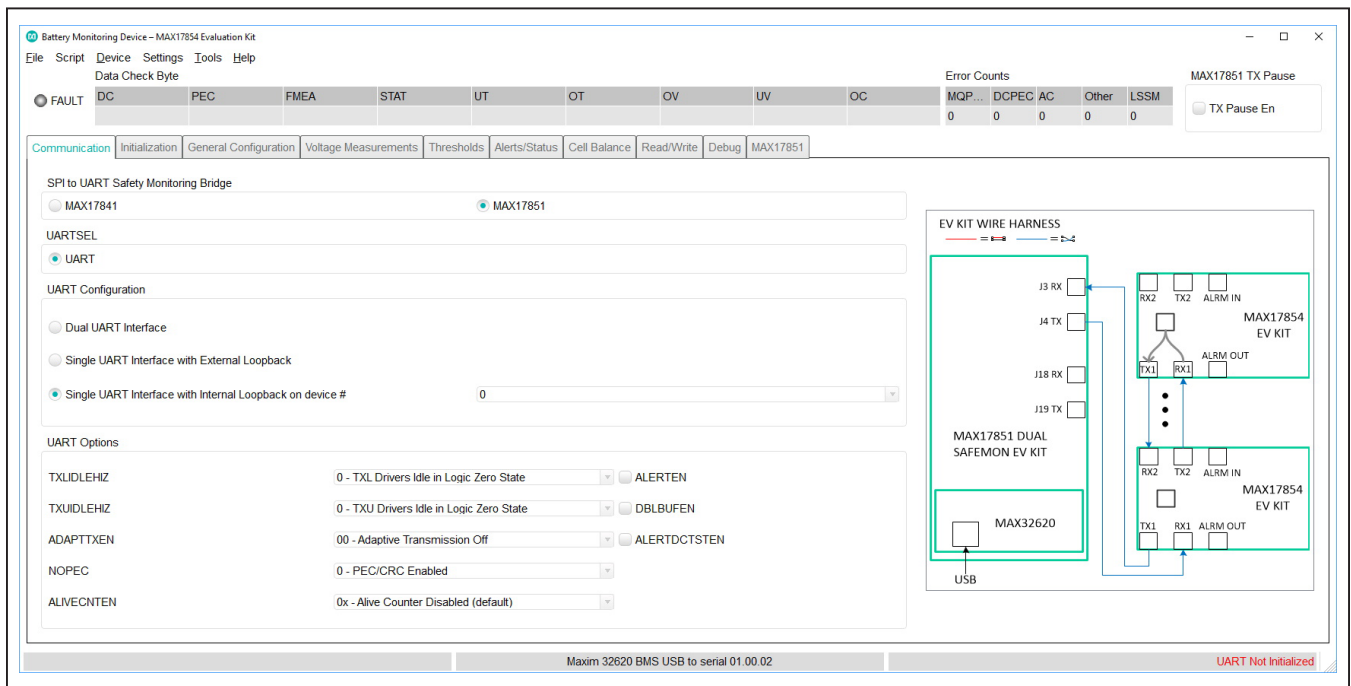 Battery Monitoring Device – MAX17854 Evaluation Kit
File Script Device Settings Tools Help
Data Check Byte Error Counts MAX17851 TX Pause
FAULT DC PEC FMEA STAT UT OT OV UV OC MQP... DCPEC AC Other LSSM TX Pause En
0 0 0 0 0
Communication Initialization General Configuration Voltage Measurements Thresholds Alerts/Status Cell Balance Read/Write Debug MAX17851
SPI to UART Safety Monitoring Bridge
MAX17841 MAX17851
UARTSEL
UART
UART Configuration
Dual UART Interface
Single UART Interface with External Loopback
Single UART Interface with Internal Loopback on device # 0
UART Options
TXLIDLEHIZ 0 - TXL Drivers Idle in Logic Zero State ALERTEN
TXUIDLEHIZ 0 - TXU Drivers Idle in Logic Zero State DBLBUFEN
ADAPTTXEN 00 - Adaptive Transmission Off ALERTDCTSTEN
NOPEC 0 - PEC/CRC Enabled
ALIVECNTEN 0x - Alive Counter Disabled (default)
EV KIT WIRE HARNESS
= =
J3 RX
J4 TX
J18 RX
J19 TX
MAX17851 DUAL
SAFEMON EV KIT
MAX32620
USB
RX2 TX2 ALRM IN
MAX17854
EV KIT
ALRM OUT
TX1 RX1
RX2 TX2 ALRM IN
MAX17854
EV KIT
TX1 RX1 ALRM OUT
Maxim 32620 BMS USB to serial 01.00.02 UART Not Initialized